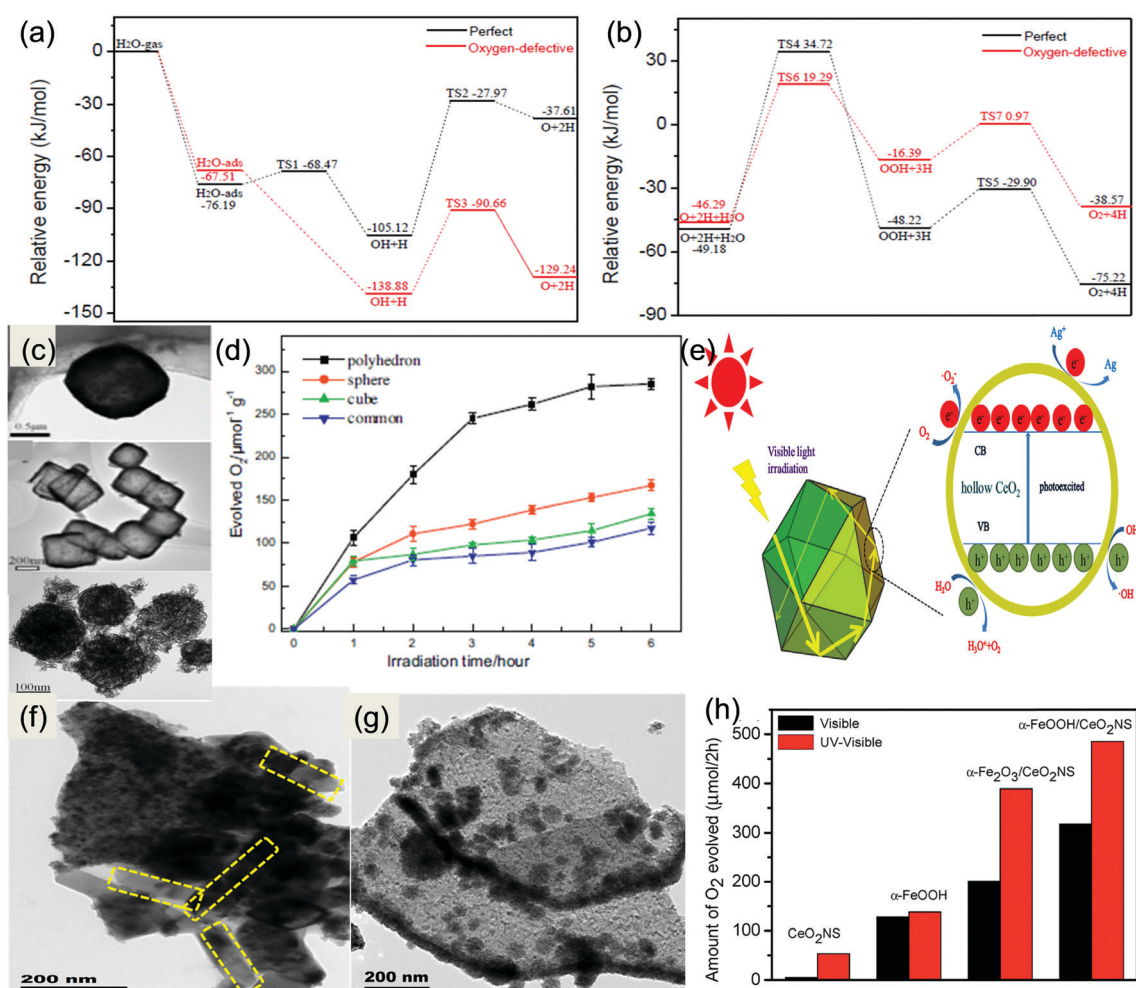 (a)
Perfect
Oxygen-defective
Relative energy (kJ/mol)
0
-30
-60
-90
-120
-150
H2O-gas
H2O-ads
-67.51
H2O-ads
-76.19
TS1 -68.47
-105.12
OH+H
-138.88
OH+H
TS2 -27.97
TS3 -90.66
-37.61
O+2H
-129.24
O+2H
(b)
Perfect
Oxygen-defective
Relative energy (kJ/mol)
30
0
-30
-60
-90
TS4 34.72
TS6 19.29
-46.29
O+2H+H2O
O+2H+H2O
-49.18
-16.39
OOH+3H
-48.22
OOH+3H
TS7 0.97
TS5 -29.90
-38.57
O2+4H
-75.22
O2+4H
(c)
0.5μm
200nm
100nm
(d)
polyhedron
sphere
cube
common
Evolved O2/μmol-1 g-1
300
250
200
150
100
50
0
0 1 2 3 4 5 6
Irradiation time/hour
(e)
Visible light
irradiation
Ag+
e-
Ag
·O2-
e-
O2
e- e- e- e- e- e-
CB
hollow CeO2
photoexcited
VB
h+ h+ h+ h+ h+ h+ h+
H2O
h+
H3O++O2
h+
·OH
(f)
200 nm
(g)
200 nm
(h)
Visible
UV-Visible
Amount of O2 evolved (μmol/2h)
500
400
300
200
100
0
CeO2NS
α-FeOOH
α-Fe2O3/CeO2NS
α-FeOOH/CeO2NS